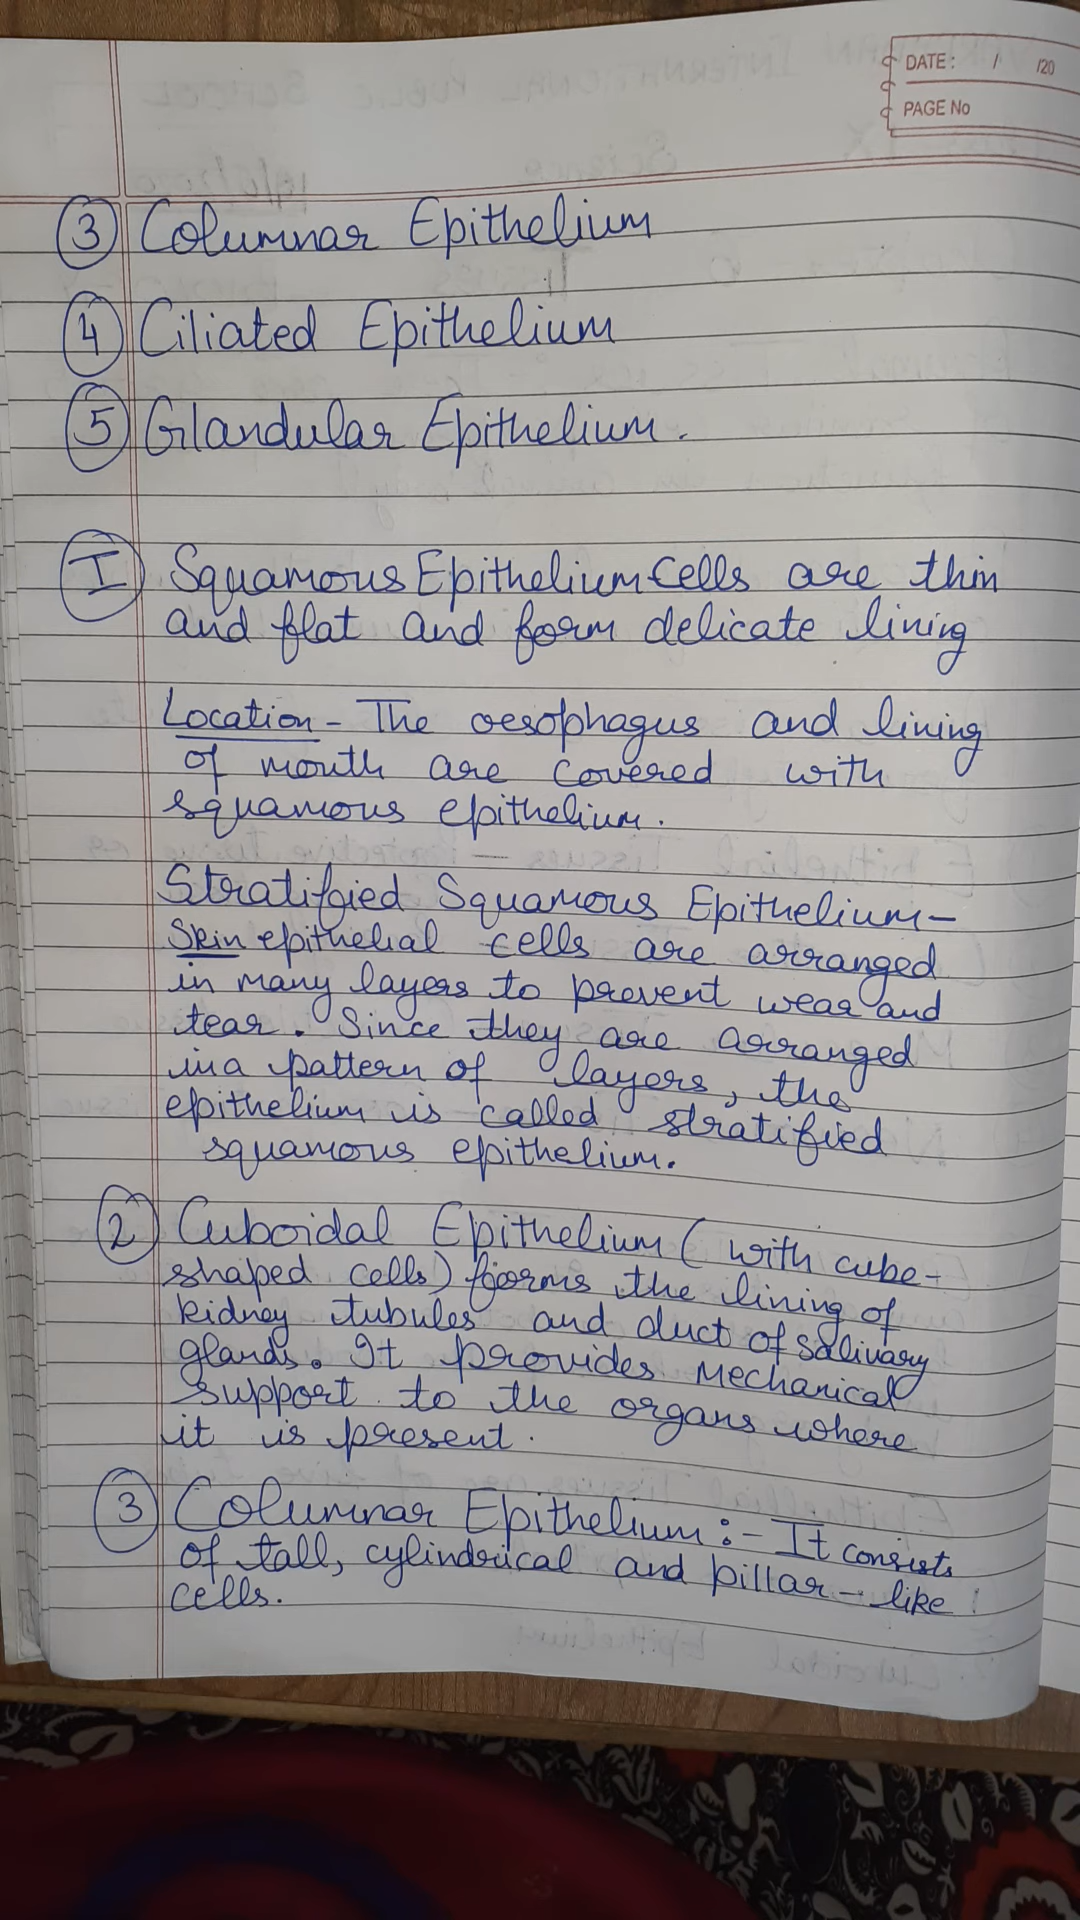 DATE: / /20
PAGE No
3 Columnar Epithelium
4 Ciliated Epithelium
5 Glandular Epithelium.
I Squamous Epithelium Cells are thin
and flat and form delicate lining
Location - The oesophagus and lining
of mouth are covered with
squamous epithelium.
Stratified Squamous Epithelium-
Skin epithelial cells are arranged
in many layers to prevent wear and
tear. Since they are arranged
in a pattern of layers, the
epithelium is called stratified
squamous epithelium.
2 Cuboidal Epithelium (with cube-
shaped cells) forms the lining of
kidney tubules and duct of salivary
glands. It provides mechanical
support to the organs where
it is present.
3 Columnar Epithelium :- It consists
of tall, cylindrical and pillar-like
cells.